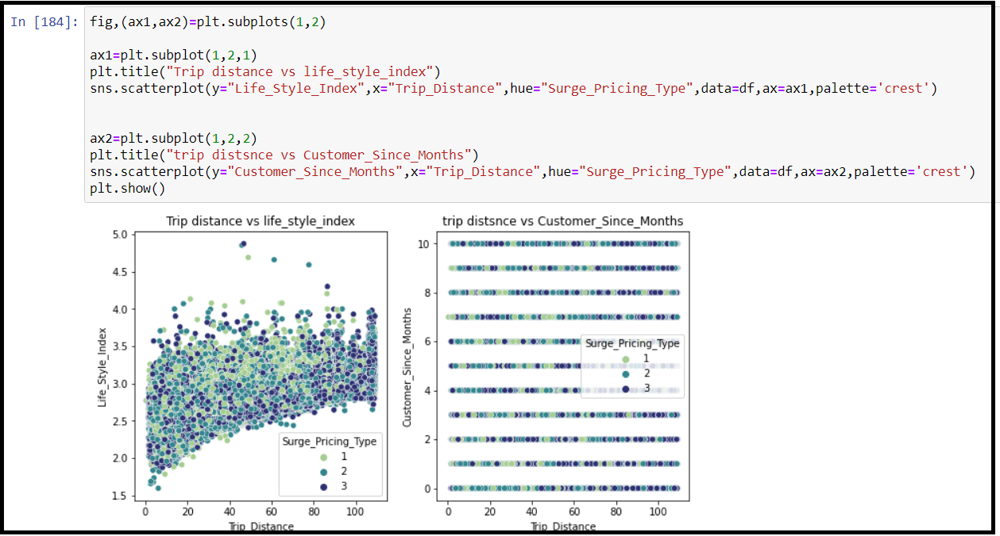 In [184]:
fig,(ax1,ax2)=plt.subplots(1,2)
ax1=plt.subplot(1,2,1)
plt.title("Trip distance vs life_style_index")
sns.scatterplot(y="Life_Style_Index",x="Trip_Distance",hue="Surge_Pricing_Type",data=df,ax=ax1,palette='crest')
ax2=plt.subplot(1,2,2)
plt.title("trip distsnce vs Customer_Since_Months")
sns.scatterplot(y="Customer_Since_Months",x="Trip_Distance",hue="Surge_Pricing_Type",data=df,ax=ax2,palette='crest')
plt.show()
Trip distance vs life_style_index
5.0
4.5
4.0
3.5
3.0
2.5
2.0
1.5
Life_Style_Index
Surge_Pricing_Type
1
2
3
0 20 40 60 80 100
Trip_Distance
trip distsnce vs Customer_Since_Months
10
8
6
4
2
0
Customer_Since_Months
Surge_Pricing_Type
1
2
3
0 20 40 60 80 100
Trip_Distance